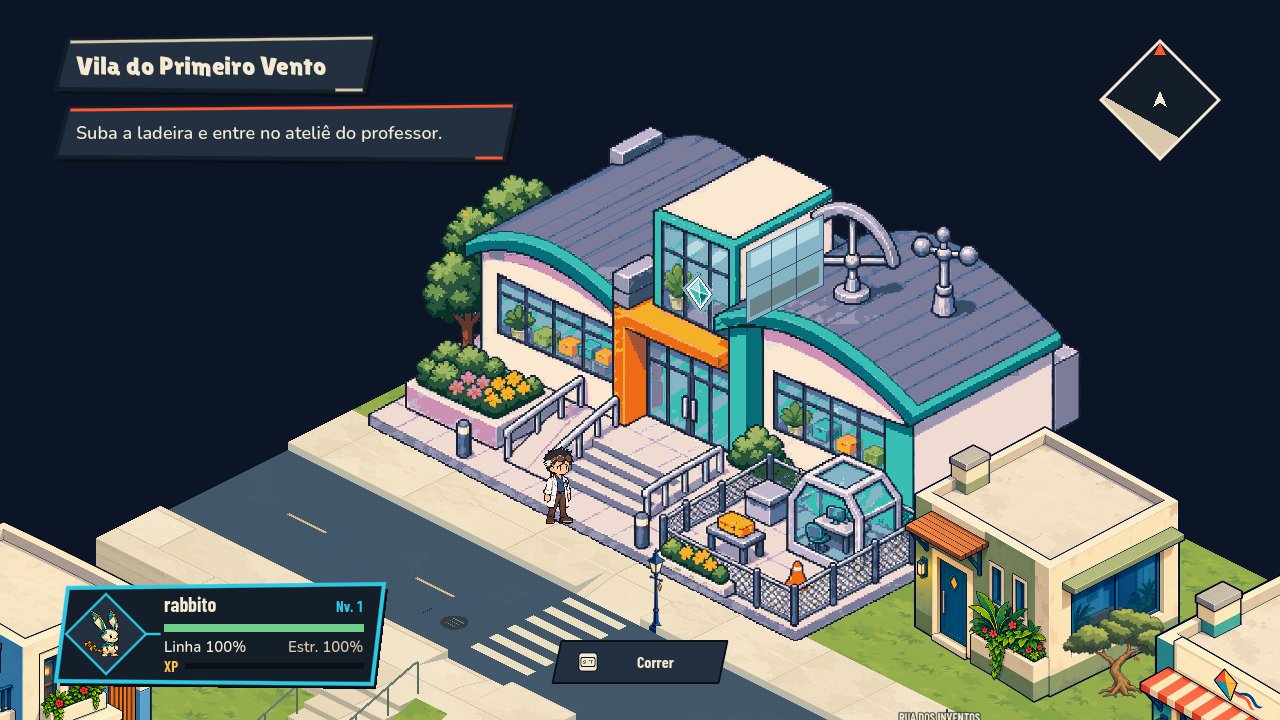 Vila do Primeiro Vento
Suba a ladeira e entre no ateliê do professor.
rabbito
Nv. 1
Linha 100%
Estr. 100%
XP
Correr
RUA DOS INVENTOS